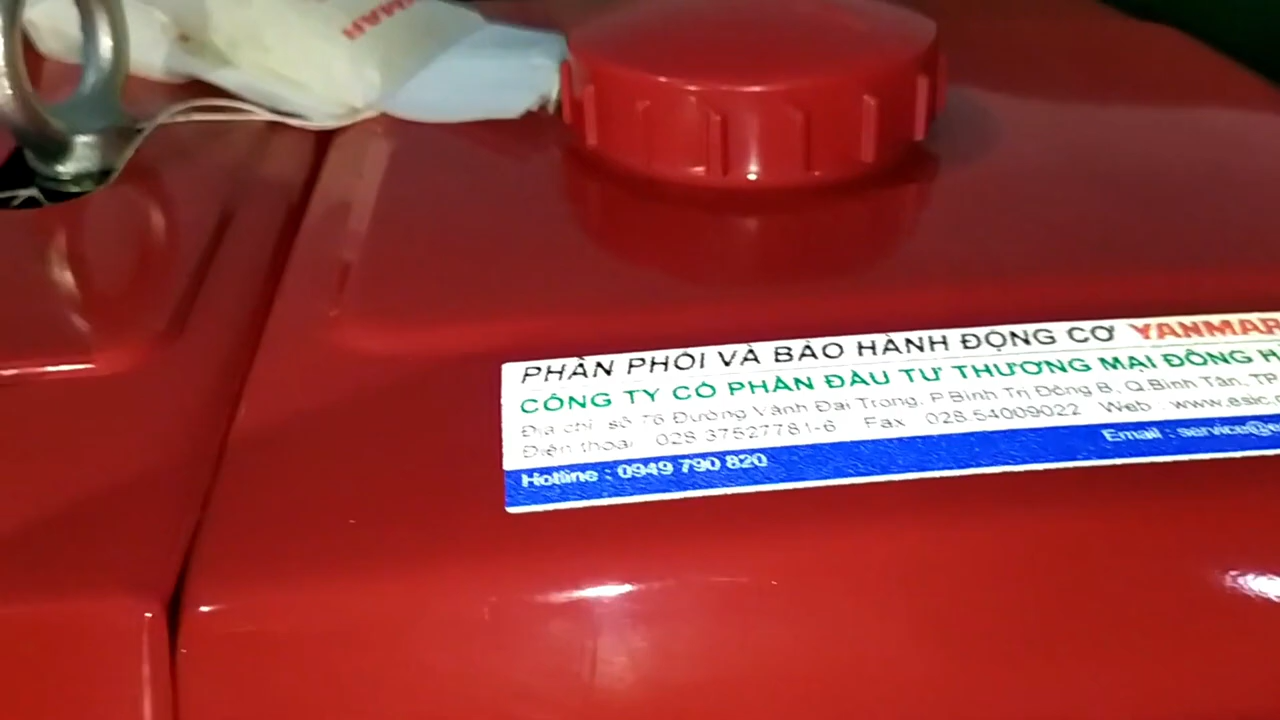 NMAR
PHÂN PHỐI VÀ BẢO HÀNH ĐỘNG CƠ YANMAR
CÔNG TY CỔ PHẦN ĐẦU TƯ THƯƠNG MẠI ĐÔNG H
Địa chỉ số 76 Đường Vành Đai Trong, P.Bình Trị Đông B, Q.Bình Tân, TP
Điện thoại 028 37527781-6 Fax 028.54009022 Web : www.esic.
Email : service@e
Hotline : 0949 790 820